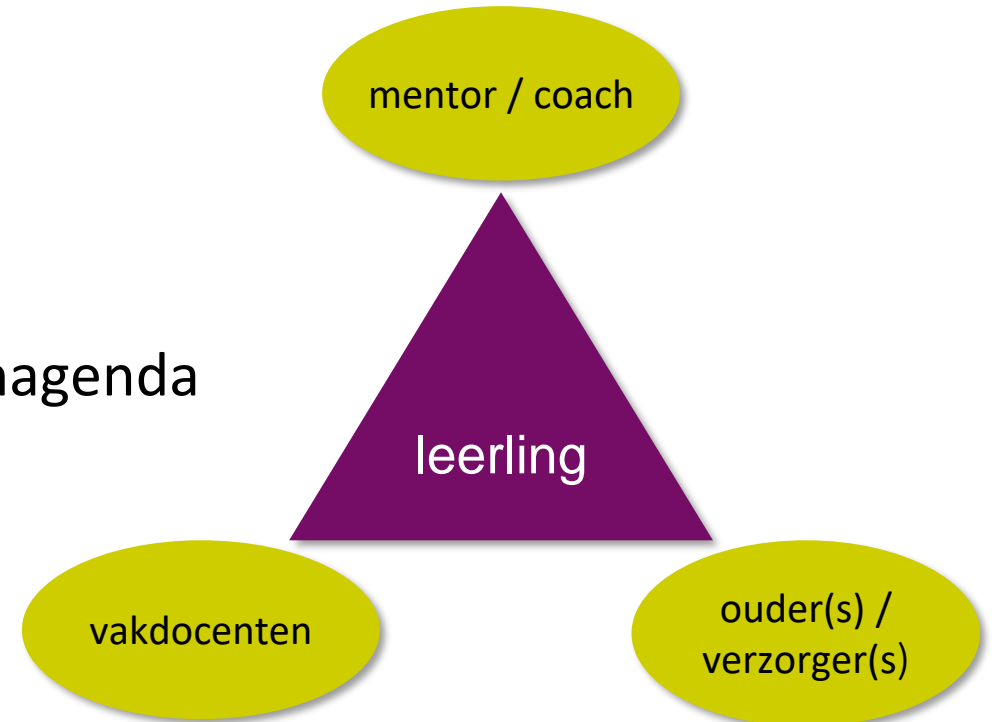 mentor / coach
nagenda
leerling
vakdocenten
ouder(s) /
verzorger(s)